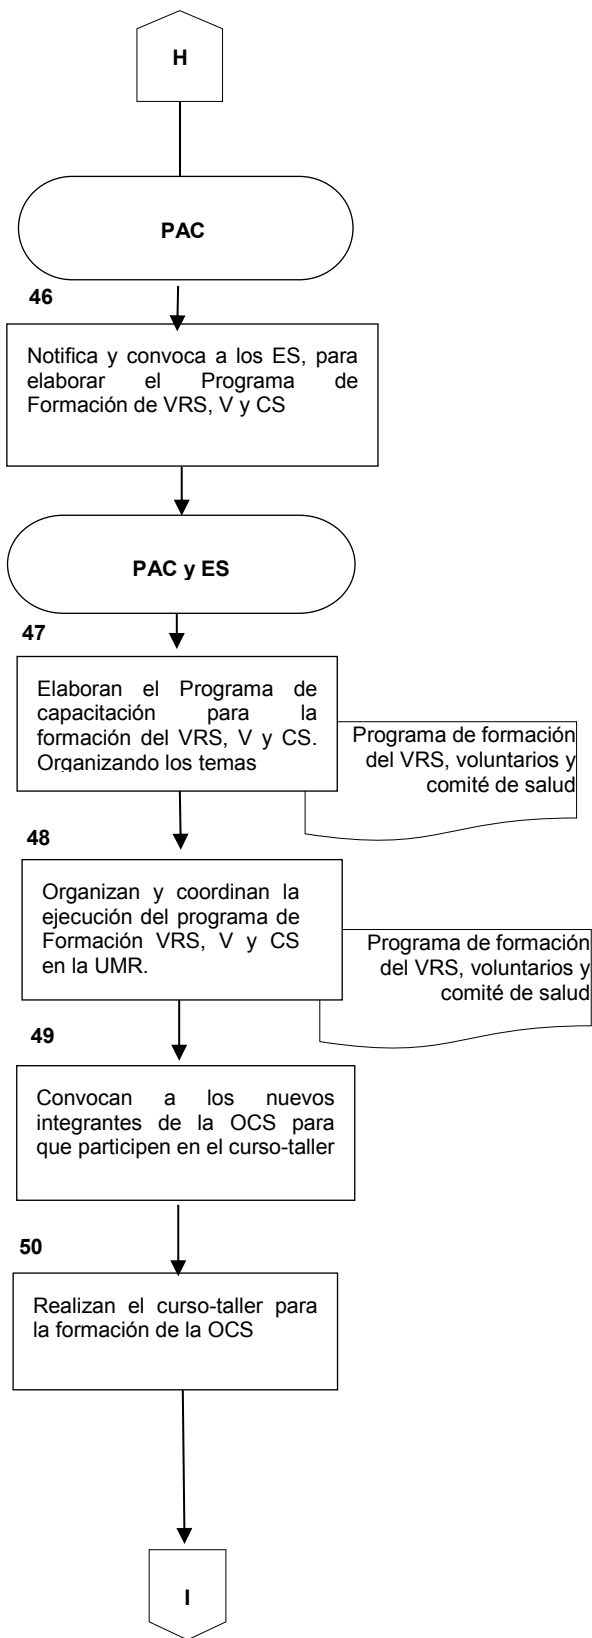 H
PAC
46
Notifica y convoca a los ES, para
elaborar el Programa de
Formación de VRS, V y CS
PAC y ES
47
Elaboran el Programa de
capacitación para la
formación del VRS, V y CS.
Organizando los temas
Programa de formación
del VRS, voluntarios y
comité de salud
48
Organizan y coordinan la
ejecución del programa de
Formación VRS, V y CS
en la UMR.
Programa de formación
del VRS, voluntarios y
comité de salud
49
Convocan a los nuevos
integrantes de la OCS para
que participen en el curso-taller
50
Realizan el curso-taller para
la formación de la OCS
I